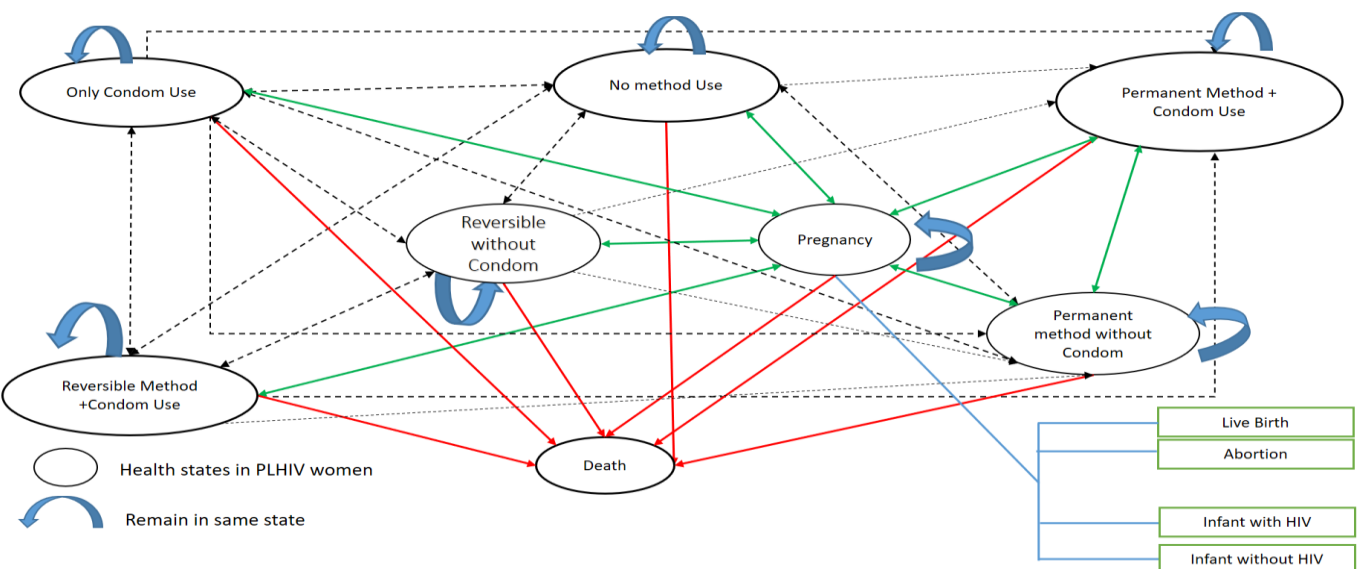 Only Condom Use
No method Use
Permanent Method +
Condom Use
Reversible
without
Condom
Pregnancy
Permanent
method without
Condom
Reversible Method
+Condom Use
Death
Live Birth
Abortion
Infant with HIV
Infant without HIV
Health states in PLHIV women
Remain in same state